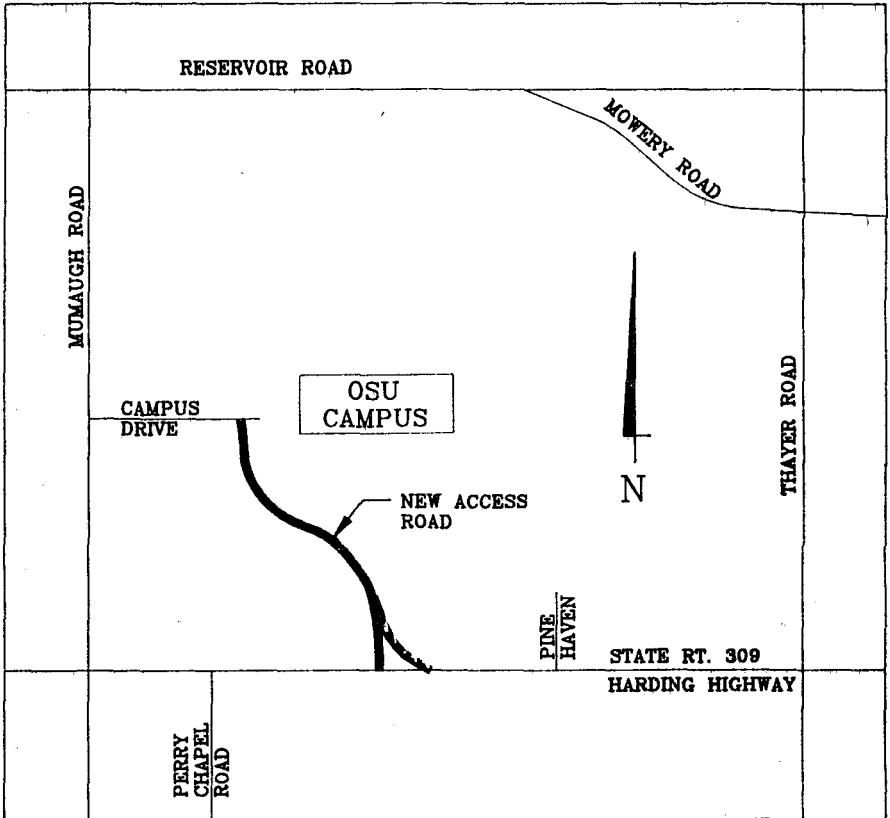 RESERVOIR ROAD
MOWERY ROAD
MUMAUGH ROAD
OSU
CAMPUS
CAMPUS
DRIVE
THAYER ROAD
NEW ACCESS
ROAD
N
PINE
HAVEN
STATE RT. 309
HARDING HIGHWAY
PERRY
CHAPEL
ROAD